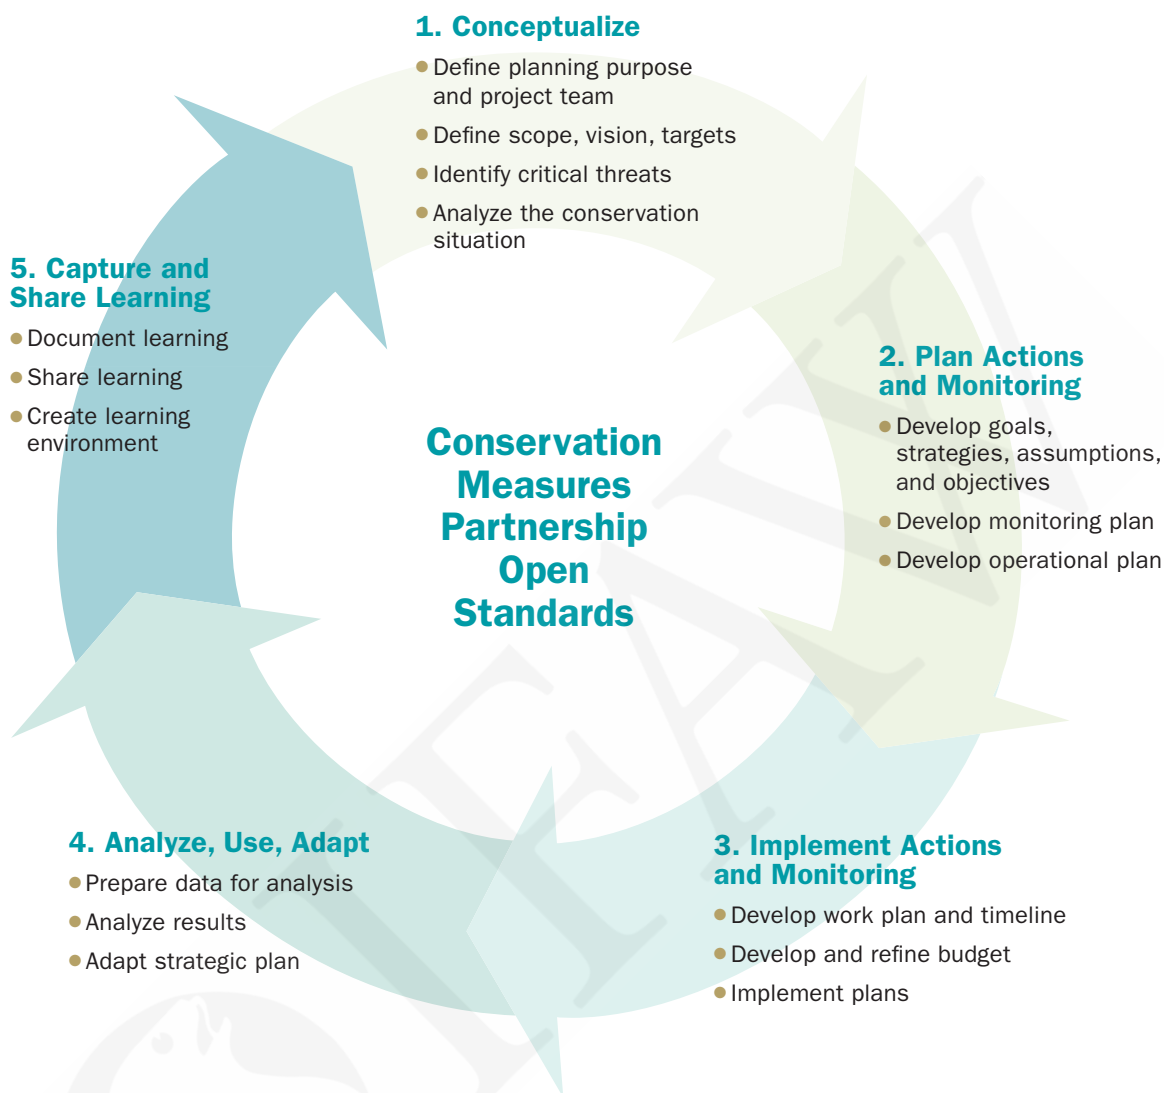 1. Conceptualize
● Define planning purpose
and project team
● Define scope, vision, targets
● Identify critical threats
● Analyze the conservation
situation
2. Plan Actions
and Monitoring
● Develop goals,
strategies, assumptions,
and objectives
● Develop monitoring plan
● Develop operational plan
3. Implement Actions
and Monitoring
● Develop work plan and timeline
● Develop and refine budget
● Implement plans
4. Analyze, Use, Adapt
● Prepare data for analysis
● Analyze results
● Adapt strategic plan
5. Capture and
Share Learning
● Document learning
● Share learning
● Create learning
environment
Conservation
Measures
Partnership
Open
Standards